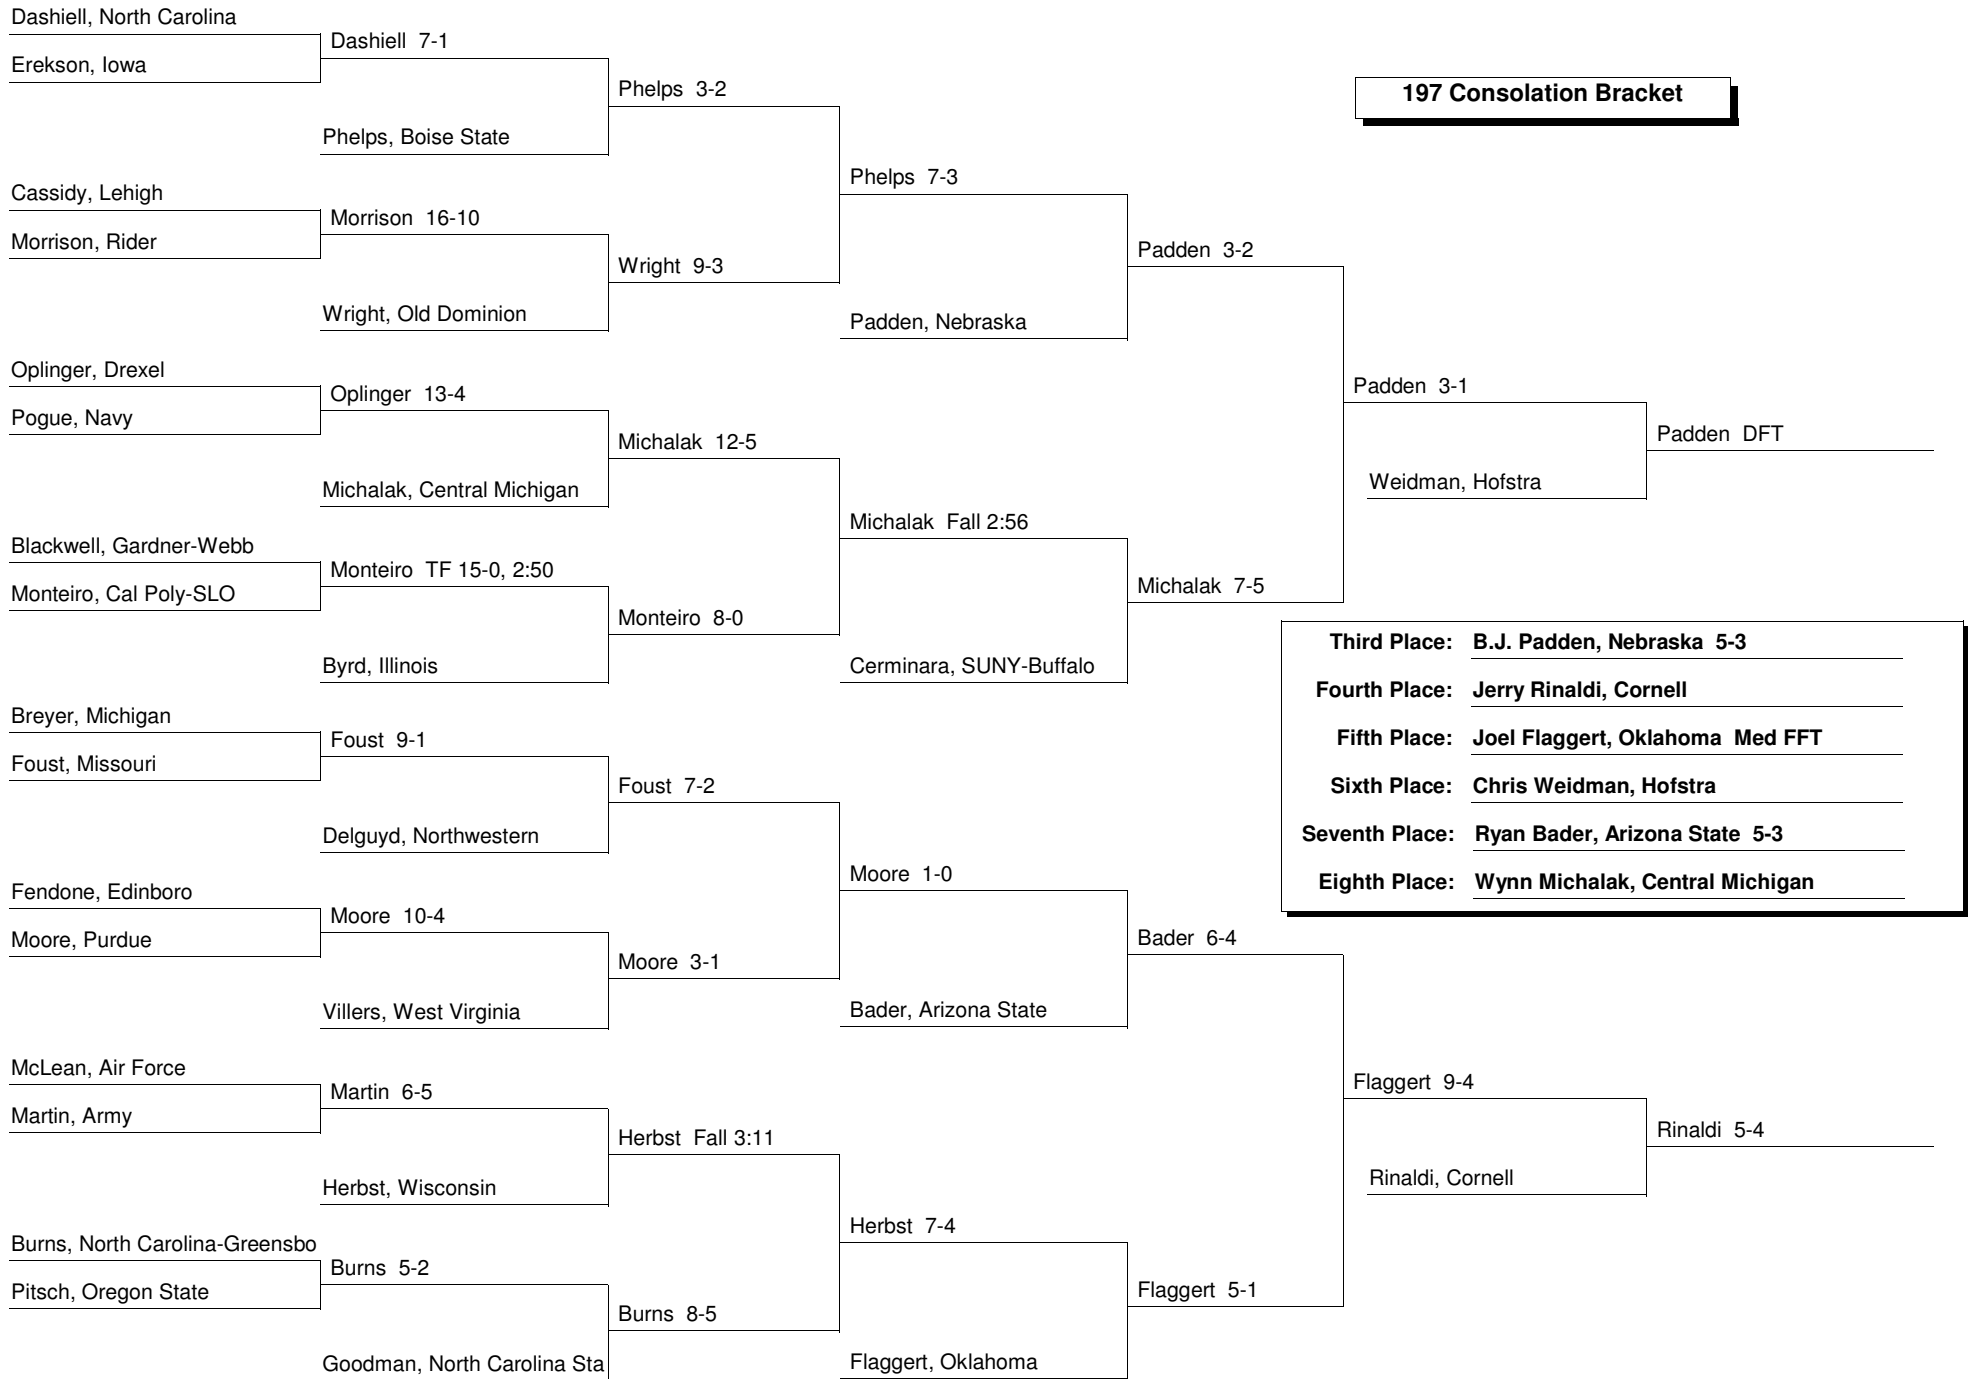 Dashiell, North Carolina
Dashiell  7-1
Erekson, Iowa
Phelps  3-2
197 Consolation Bracket
Phelps, Boise State
Phelps  7-3
Cassidy, Lehigh
Morrison  16-10
Morrison, Rider
Padden  3-2
Wright  9-3
Wright, Old Dominion
Padden, Nebraska
Oplinger, Drexel
Padden  3-1
Oplinger  13-4
Pogue, Navy
Padden  DFT
Michalak  12-5
Weidman, Hofstra
Michalak, Central Michigan
Michalak  Fall 2:56
Blackwell, Gardner-Webb
Monteiro  TF 15-0, 2:50
Michalak  7-5
Monteiro, Cal Poly-SLO
Monteiro  8-0
Third Place: B.J. Padden, Nebraska  5-3
Byrd, Illinois
Cerminara, SUNY-Buffalo
Fourth Place: Jerry Rinaldi, Cornell
Breyer, Michigan
Foust  9-1
Fifth Place: Joel Flaggert, Oklahoma  Med FFT
Foust, Missouri
Foust  7-2
Sixth Place: Chris Weidman, Hofstra
Delguyd, Northwestern
Seventh Place: Ryan Bader, Arizona State  5-3
Moore  1-0
Eighth Place: Wynn Michalak, Central Michigan
Fendone, Edinboro
Moore  10-4
Moore, Purdue
Bader  6-4
Moore  3-1
Villers, West Virginia
Bader, Arizona State
McLean, Air Force
Flaggert  9-4
Martin  6-5
Martin, Army
Rinaldi  5-4
Herbst  Fall 3:11
Rinaldi, Cornell
Herbst, Wisconsin
Herbst  7-4
Burns, North Carolina-Greensbo
Burns  5-2
Pitsch, Oregon State
Flaggert  5-1
Burns  8-5
Goodman, North Carolina Sta
Flaggert, Oklahoma